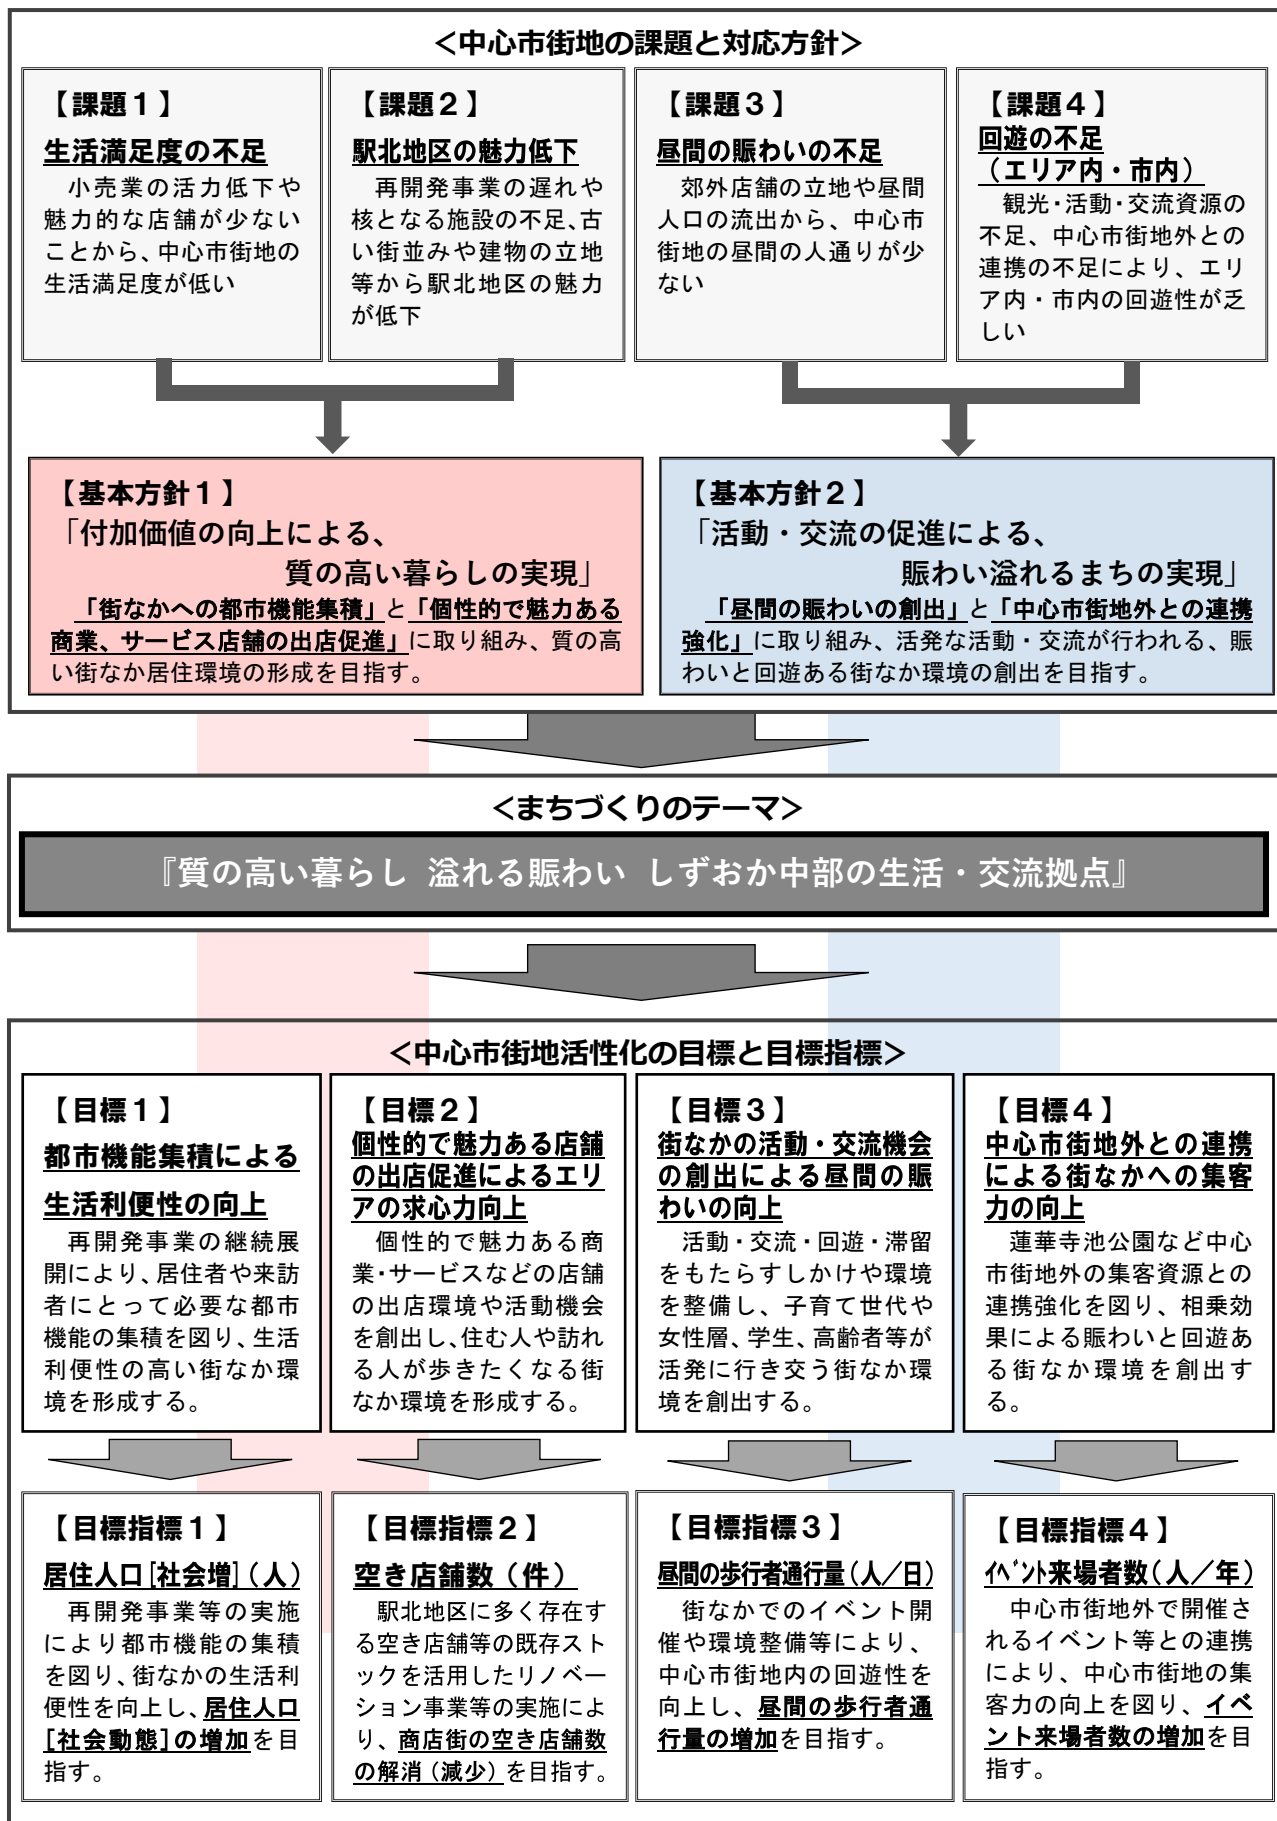 ＜中心市街地の課題と対応方針＞
【課題１】
生活満足度の不足
小売業の活力低下や
魅力的な店舗が少ない
ことから、中心市街地の
生活満足度が低い
【課題２】
駅北地区の魅力低下
再開発事業の遅れや
核となる施設の不足、古
い街並みや建物の立地
等から駅北地区の魅力
が低下
【課題３】
昼間の賑わいの不足
郊外店舗の立地や昼間
人口の流出から、中心市
街地の昼間の人通りが少
ない
【課題４】
回遊の不足
（エリア内・市内）
観光・活動・交流資源の
不足、中心市街地外との
連携の不足により、エリ
ア内・市内の回遊性が乏
しい
【基本方針１】
「付加価値の向上による、
質の高い暮らしの実現」
「街なかへの都市機能集積」と「個性的で魅力ある
商業、サービス店舗の出店促進」に取り組み、質の高
い街なか居住環境の形成を目指す。
【基本方針２】
「活動・交流の促進による、
賑わい溢れるまちの実現」
「昼間の賑わいの創出」と「中心市街地外との連携
強化」に取り組み、活発な活動・交流が行われる、賑
わいと回遊ある街なか環境の創出を目指す。
＜まちづくりのテーマ＞
『質の高い暮らし 溢れる賑わい しずおか中部の生活・交流拠点』
＜中心市街地活性化の目標と目標指標＞
【目標１】
都市機能集積による
生活利便性の向上
再開発事業の継続展
開により、居住者や来訪
者にとって必要な都市
機能の集積を図り、生活
利便性の高い街なか環
境を形成する。
【目標２】
個性的で魅力ある店舗
の出店促進によるエリ
アの求心力向上
個性的で魅力ある商
業・サービスなどの店舗
の出店環境や活動機会
を創出し、住む人や訪れ
る人が歩きたくなる街
なか環境を形成する。
【目標３】
街なかの活動・交流機会
の創出による昼間の賑
わいの向上
活動・交流・回遊・滞留
をもたらすしかけや環境
を整備し、子育て世代や
女性層、学生、高齢者等が
活発に行き交う街なか環
境を創出する。
【目標４】
中心市街地外との連携
による街なかへの集客
力の向上
蓮華寺池公園など中心
市街地外の集客資源との
連携強化を図り、相乗効
果による賑わいと回遊あ
る街なか環境を創出す
る。
【目標指標１】
居住人口［社会増］（人）
再開発事業等の実施
により都市機能の集積
を図り、街なかの生活利
便性を向上し、居住人口
［社会動態］の増加を目
指す。
【目標指標２】
空き店舗数（件）
駅北地区に多く存在す
る空き店舗等の既存スト
ックを活用したリノベー
ション事業等の実施によ
り、商店街の空き店舗数
の解消（減少）を目指す。
【目標指標３】
昼間の歩行者通行量（人／日）
街なかでのイベント開
催や環境整備等により、
中心市街地内の回遊性を
向上し、昼間の歩行者通
行量の増加を目指す。
【目標指標４】
ｲﾍﾞﾝﾄ来場者数（人／年）
中心市街地外で開催さ
れるイベント等との連携
により、中心市街地の集
客力の向上を図り、イベ
ント来場者数の増加を目
指す。